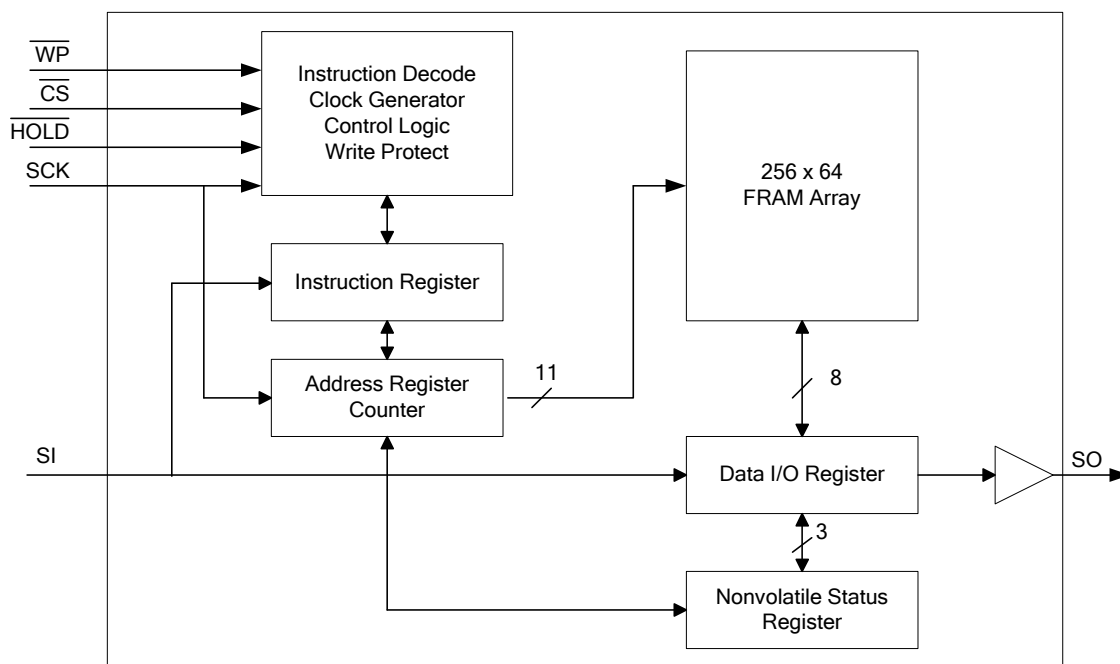 WP
CS
HOLD
SCK
Instruction Decode
Clock Generator
Control Logic
Write Protect
256 x 64
FRAM Array
Instruction Register
Address Register
Counter
11
8
SI
Data I/O Register
SO
3
Nonvolatile Status
Register